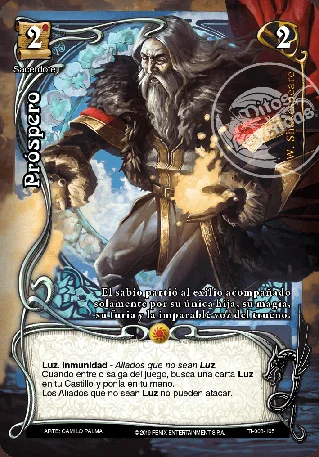 2
2
Sacerdote
Próspero
El sabio partió al exilio acompañado
solamente por su única hija, su magia,
su furia y la imparable voz del trueno.
Luz. Inmunidad - Aliados que no sean Luz.
Cuando entre o salga del juego, busca una carta Luz
en tu Castillo y ponla en tu mano.
Los Aliados que no sean Luz no pueden atacar.
ARTE: CAMILO PALMA
© 2016 FENIX ENTERTAINMENT S.P.A.